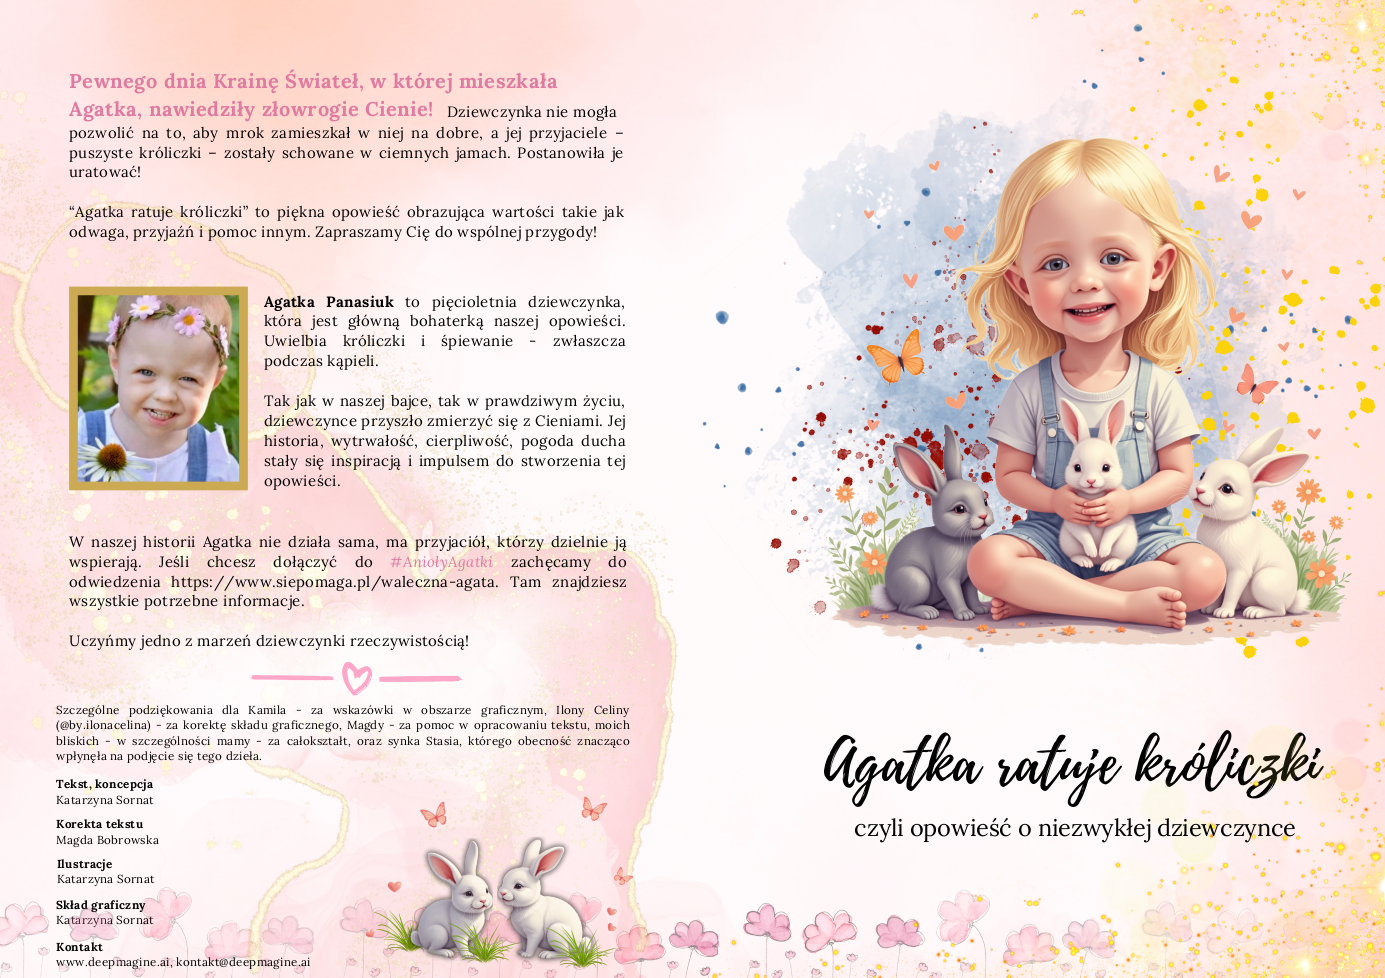 Pewnego dnia Krainę Świateł, w której mieszkała
Agatka, nawiedziły złowrogie Cienie! Dziewczynka nie mogła
pozwolić na to, aby mrok zamieszkał w niej na dobre, a jej przyjaciele –
puszyste króliczki – zostały schowane w ciemnych jamach. Postanowiła je
uratować!
“Agatka ratuje króliczki” to piękna opowieść obrazująca wartości takie jak
odwaga, przyjaźń i pomoc innym. Zapraszamy Cię do wspólnej przygody!
Agatka Panasiuk to pięcioletnia dziewczynka,
która jest główną bohaterką naszej opowieści.
Uwielbia króliczki i śpiewanie - zwłaszcza
podczas kąpieli.
Tak jak w naszej bajce, tak w prawdziwym życiu,
dziewczynce przyszło zmierzyć się z Cieniami. Jej
historia, wytrwałość, cierpliwość, pogoda ducha
stały się inspiracją i impulsem do stworzenia tej
opowieści.
W naszej historii Agatka nie działa sama, ma przyjaciół, którzy dzielnie ją
wspierają. Jeśli chcesz dołączyć do #AniołyAgatki zachęcamy do
odwiedzenia https://www.siepomaga.pl/waleczna-agata. Tam znajdziesz
wszystkie potrzebne informacje.
Uczyńmy jedno z marzeń dziewczynki rzeczywistością!
Szczególne podziękowania dla Kamila - za wskazówki w obszarze graficznym, Ilony Celiny
(@by.ilonacelina) - za korektę składu graficznego, Magdy - za pomoc w opracowaniu tekstu, moich
bliskich - w szczególności mamy - za całokształt, oraz synka Stasia, którego obecność znacząco
wpłynęła na podjęcie się tego dzieła.
Tekst, koncepcja
Katarzyna Sornat
Korekta tekstu
Magda Bobrowska
Ilustracje
Katarzyna Sornat
Skład graficzny
Katarzyna Sornat
Kontakt
www.deepmagine.ai, kontakt@deepmagine.ai
Agatka ratuje króliczki
czyli opowieść o niezwykłej dziewczynce